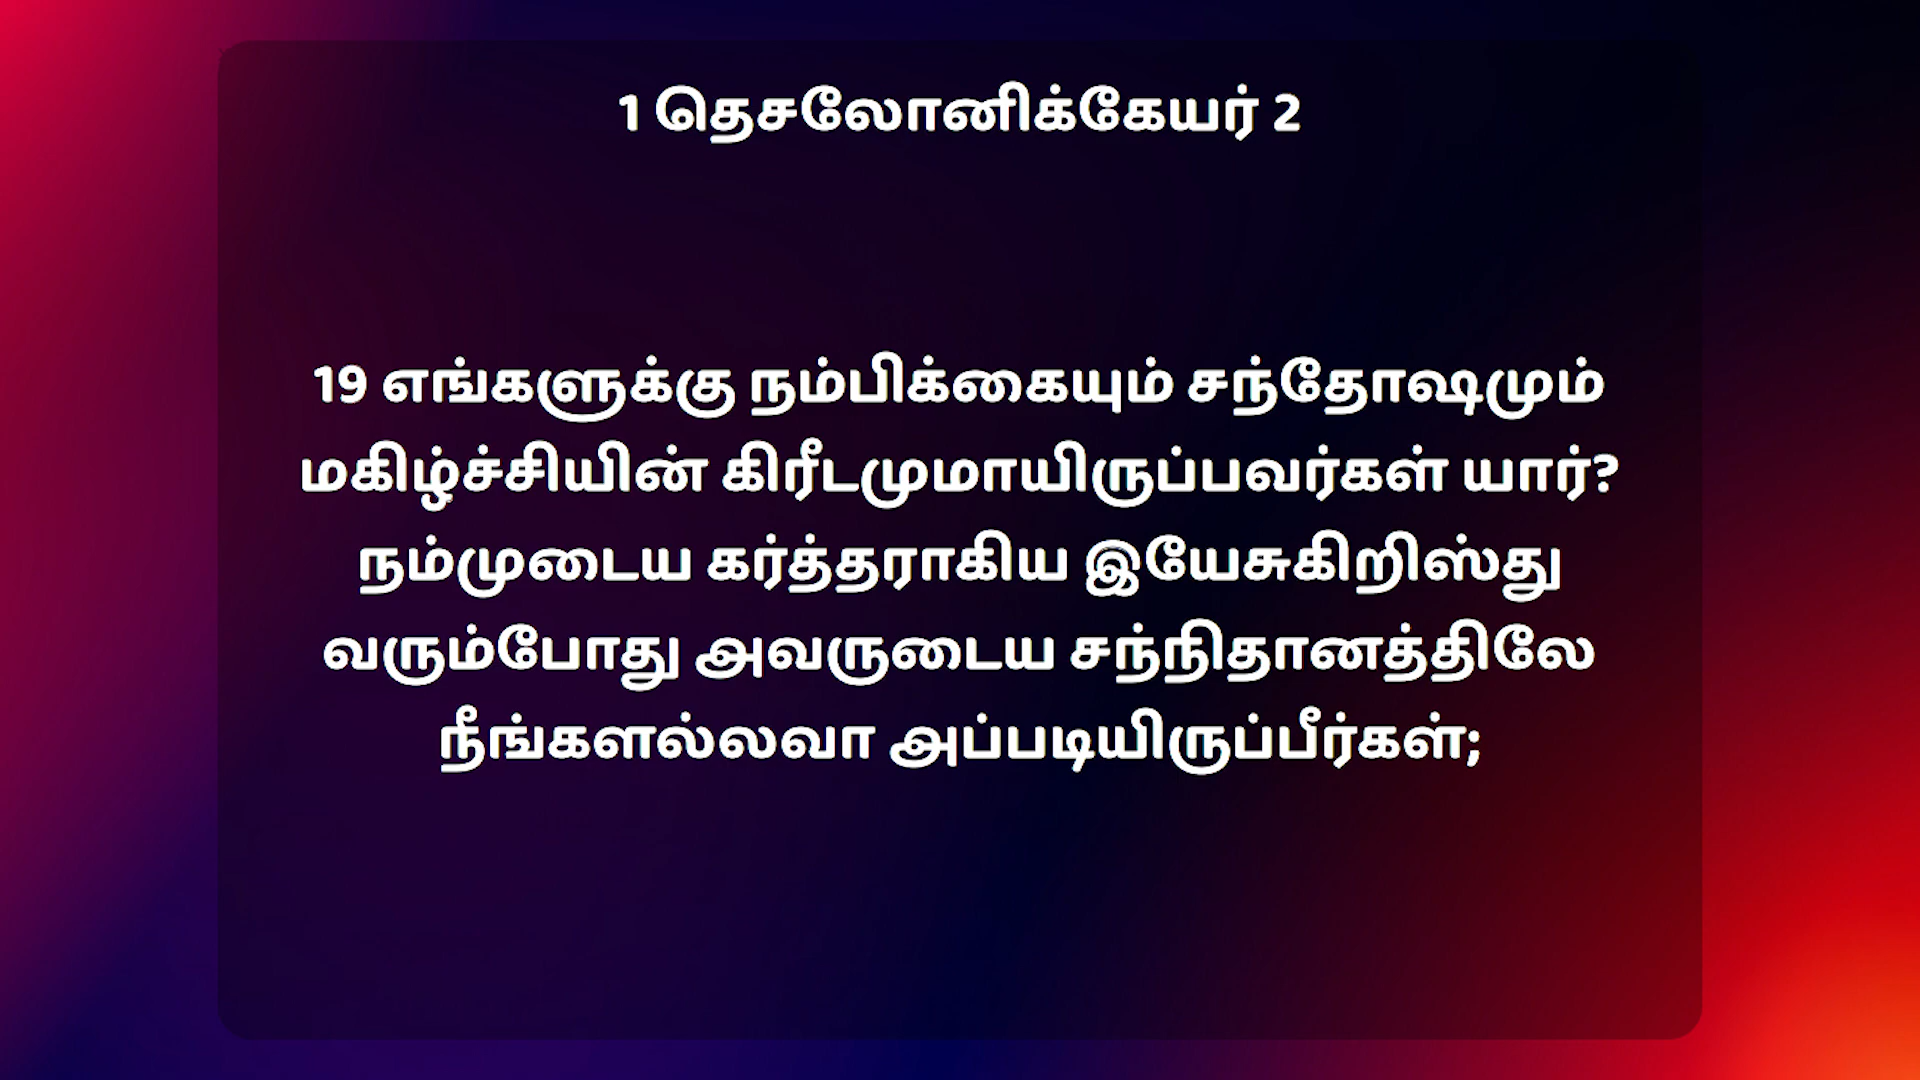 1 தெசலோனிக்கேயர் 2
19 எங்களுக்கு நம்பிக்கையும் சந்தோஷமும்
மகிழ்ச்சியின் கிரீடமுமாயிருப்பவர்கள் யார்?
நம்முடைய கர்த்தராகிய இயேசுகிறிஸ்து
வரும்போது அவருடைய சந்நிதானத்திலே
நீங்களல்லவா அப்படியிருப்பீர்கள்;